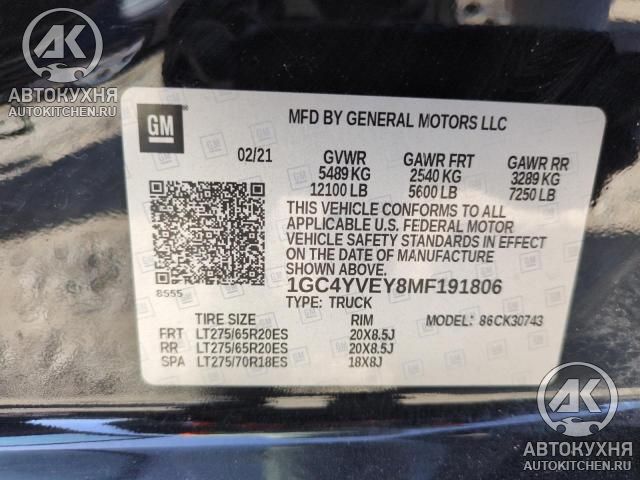 AK
АВТОКУХНЯ
AUTOKITCHEN.RU
GM
MFD BY GENERAL MOTORS LLC
02/21 GVWR GAWR FRT GAWR RR
5489 KG 2540 KG 3289 KG
12100 LB 5600 LB 7250 LB
THIS VEHICLE CONFORMS TO ALL
APPLICABLE U.S. FEDERAL MOTOR
VEHICLE SAFETY STANDARDS IN EFFECT
ON THE DATE OF MANUFACTURE SHOWN
ABOVE.
1GC4YVEY8MF191806
8555
TYPE: TRUCK
TIRE SIZE RIM MODEL: 86CK30743
FRT LT275/65R20ES 20X8.5J
RR LT275/65R20ES 20X8.5J
SPA LT275/70R18ES 18X8J
AK
АВТОКУХНЯ
AUTOKITCHEN.RU